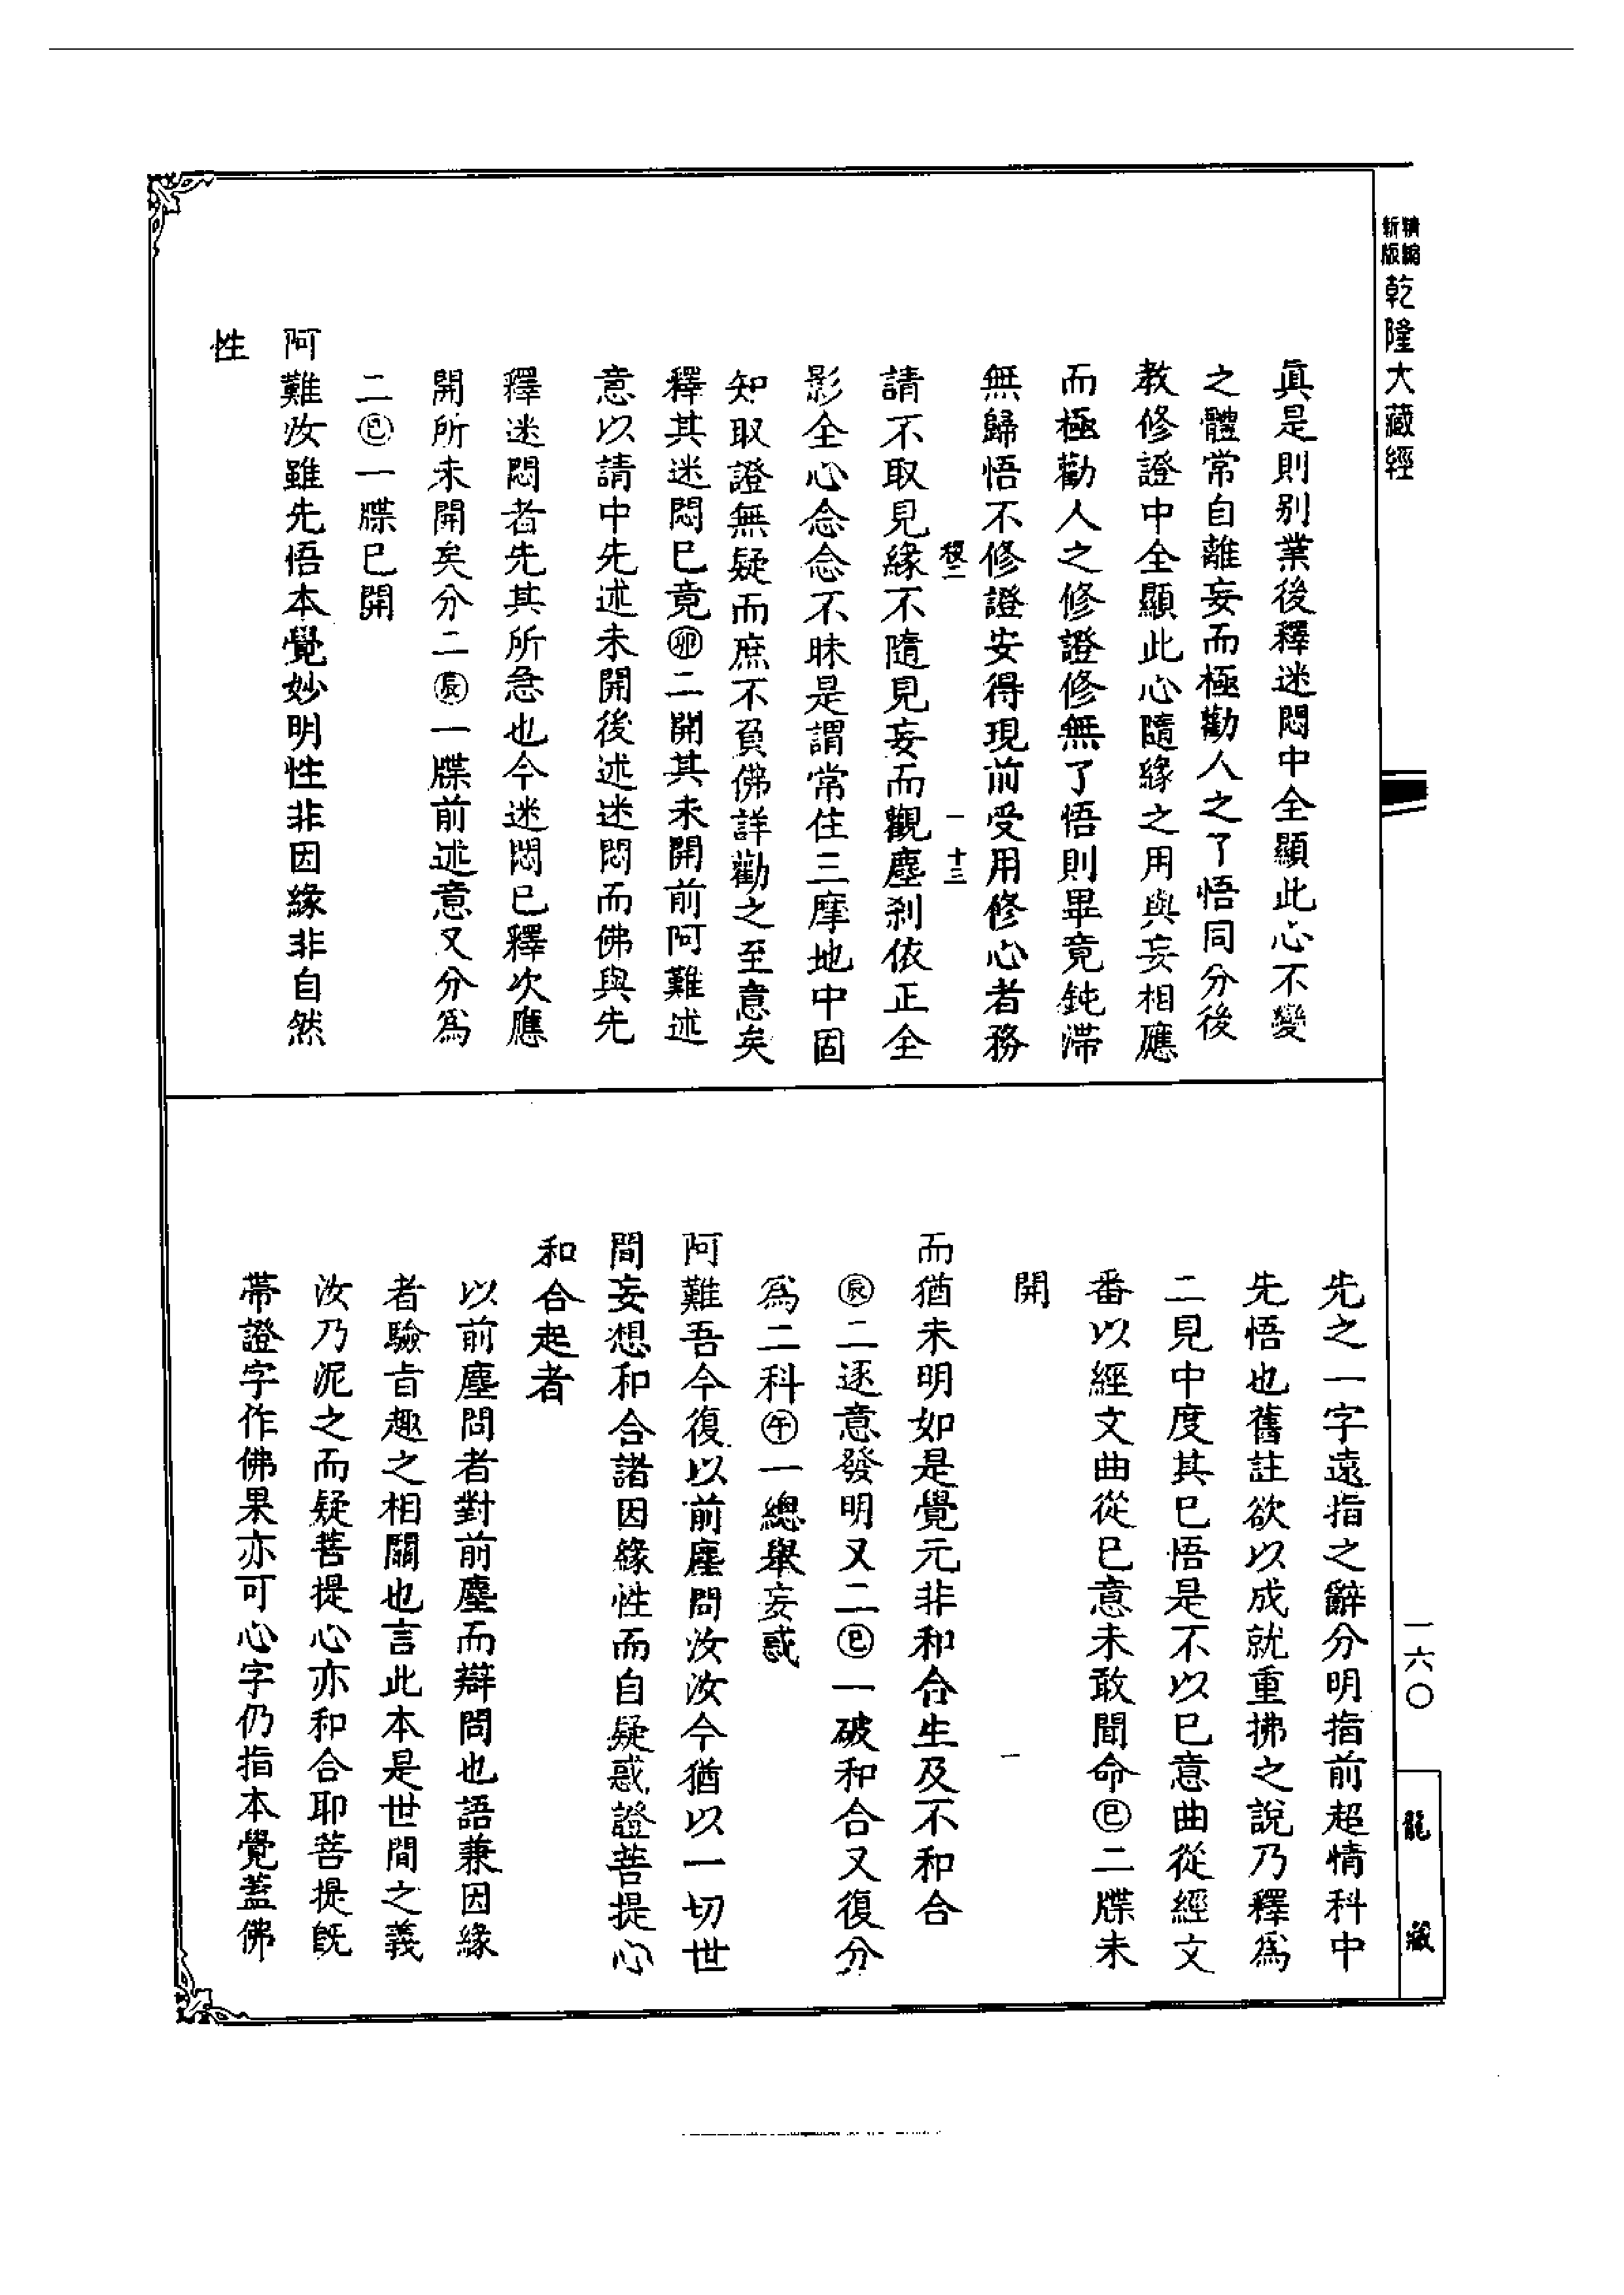 精編
新版
乾隆大藏經
真是則别業後釋迷悶中全顯此心不變
之體常自離妄而極勸人之了悟同分後
教修證中全顯此心隨緣之用與妄相應
而極勸人之修證修無了悟則畢竟鈍滯
無歸悟不修證安得現前受用修心者務
一 十三
請不取見緣不隨見妄而觀塵刹依正全
影全心念念不昧是謂常住三摩地中固
知取證無疑而庶不負佛詳勸之至意矣
釋其迷悶已竟㊞二開其未開前阿難述
意以請中先述未開後述迷悶而佛與先
釋迷悶者先其所急也今迷悶已釋次應
開所未開矣分二辰一牒前述意又分為
二巳一牒已開
阿難汝雖先悟本覺妙明性非因緣非自然
性
先之一字遠指之辭分明指前超情科中
先悟也舊註欲以成就重拂之說乃釋為
二見中度其已悟是不以已意曲從經文
番以經文曲從已意未敢聞命巳二牒未
開
一
而猶未明如是覺元非和合生及不和合
辰二逐意發明又二巳一破和合又復分
為二科午一總舉妄惑
阿難吾今復以前塵問汝汝今猶以一切世
間妄想和合諸因緣性而自疑惑證菩提心
和合起者
以前塵問者對前塵而辯問也語兼因緣
者驗旨趣之相關也言此本是世間之義
汝乃泥之而疑菩提心亦和合耶菩提旣
帶證字作佛果亦可心字仍指本覺蓋佛
一六〇
龍藏